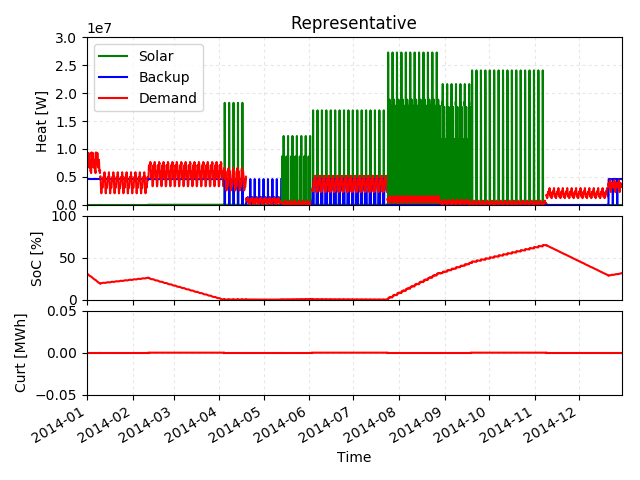 Representative
1e7
3.0
2.5
2.0
1.5
1.0
0.5
0.0
Heat [W]
Solar
Backup
Demand
100
50
0
SoC [%]
0.05
0.00
−0.05
Curt [MWh]
2014-01
2014-02
2014-03
2014-04
2014-05
2014-06
2014-07
2014-08
2014-09
2014-10
2014-11
2014-12
Time